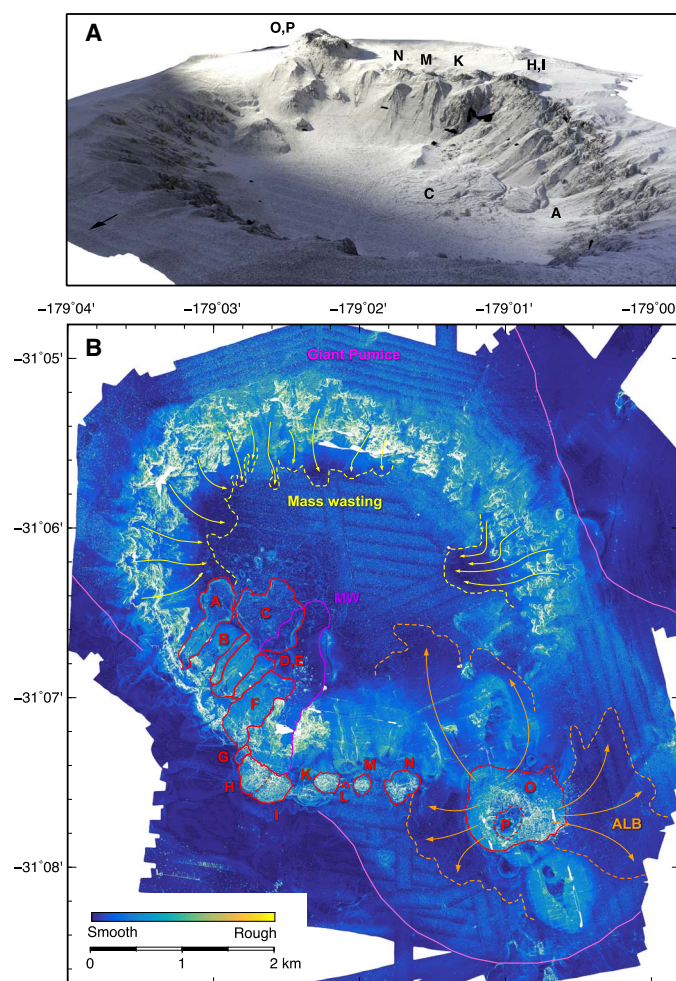 A
O,P
N
M
K
H,I
C
A
−179˚04'
−179˚03'
−179˚02'
−179˚01'
−179˚00'
B
Giant Pumice
−31˚05'
Mass wasting
−31˚06'
MW
A
C
B
D,E
F
−31˚07'
G
H
I
K
L
M
N
O
P
ALB
−31˚08'
Smooth
Rough
0
1
2 km